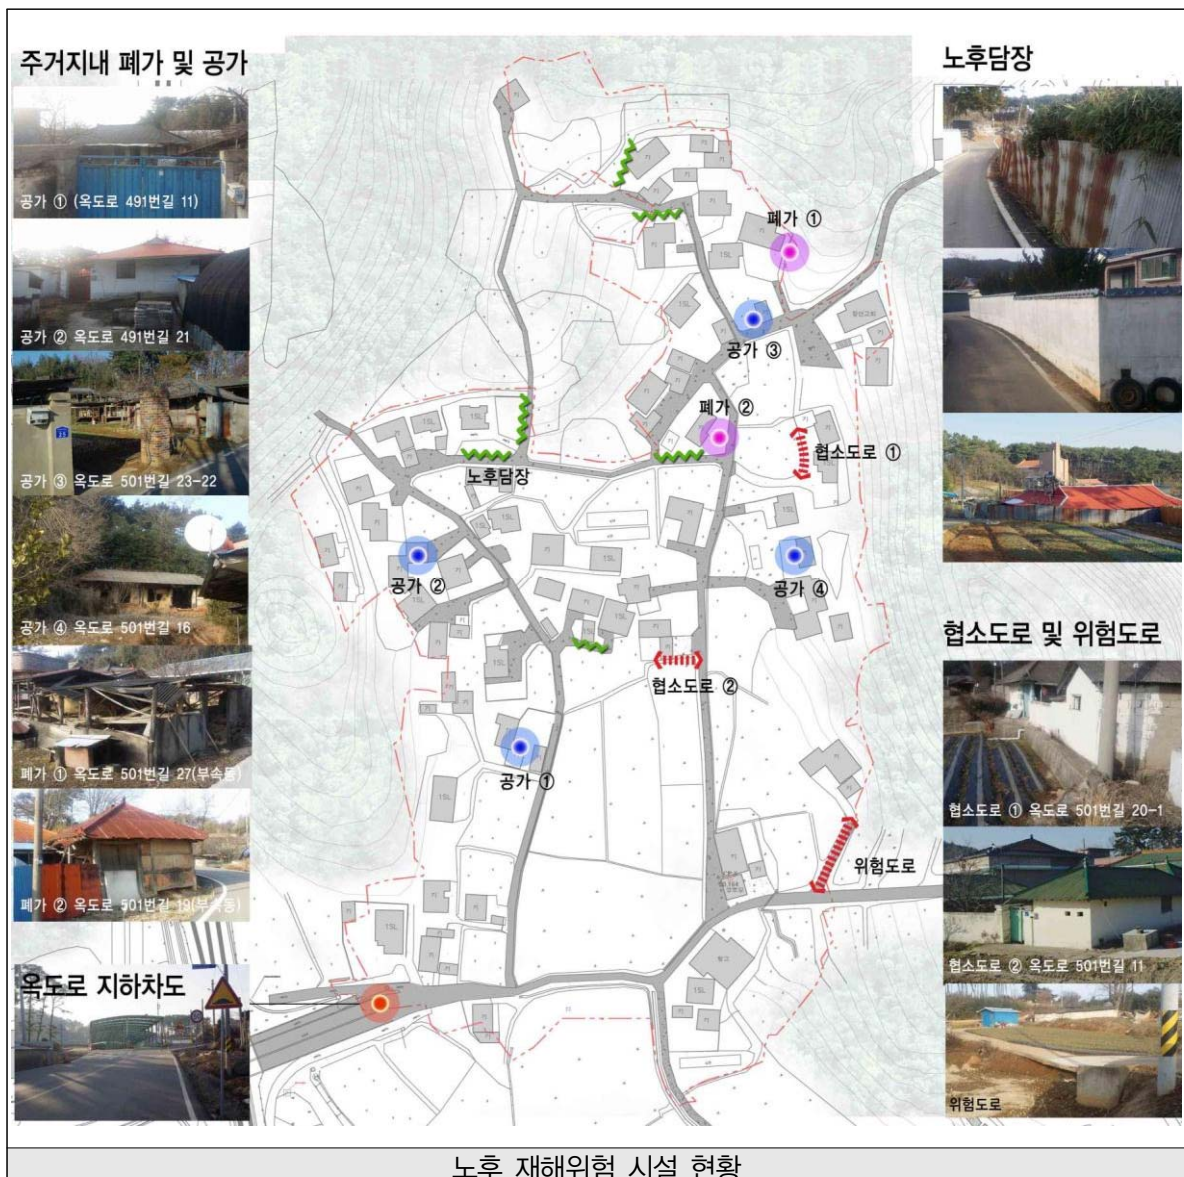 주거지내 폐가 및 공가
공가 ① (옥도로 491번길 11)
공가 ② 옥도로 491번길 21
공가 ③ 옥도로 501번길 23-22
공가 ④ 옥도로 501번길 16
폐가 ① 옥도로 501번길 27(부속동)
폐가 ② 옥도로 501번길 19(부속동)
옥도로 지하차도
폐가 ①
공가 ③
폐가 ②
협소도로 ①
노후담장
공가 ②
공가 ④
협소도로 ②
공가 ①
위험도로
노후담장
협소도로 및 위험도로
협소도로 ① 옥도로 501번길 20-1
협소도로 ② 옥도로 501번길 11
위험도로
노후 재해위험 시설 현황